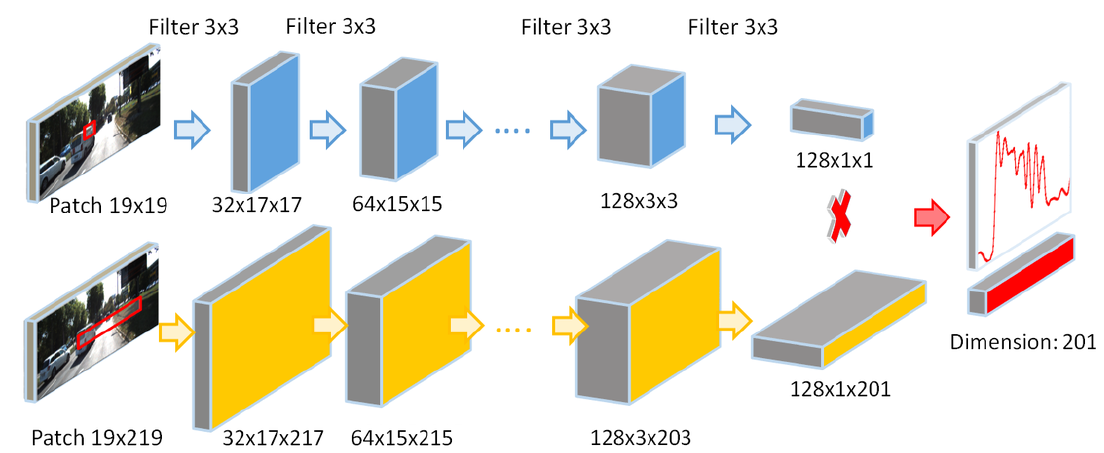 Filter 3x3
Filter 3x3
Filter 3x3
Filter 3x3
....
Patch 19x19
32x17x17
64x15x15
128x3x3
128x1x1
X
....
Dimension: 201
128x1x201
Patch 19x219
32x17x217
64x15x215
128x3x203